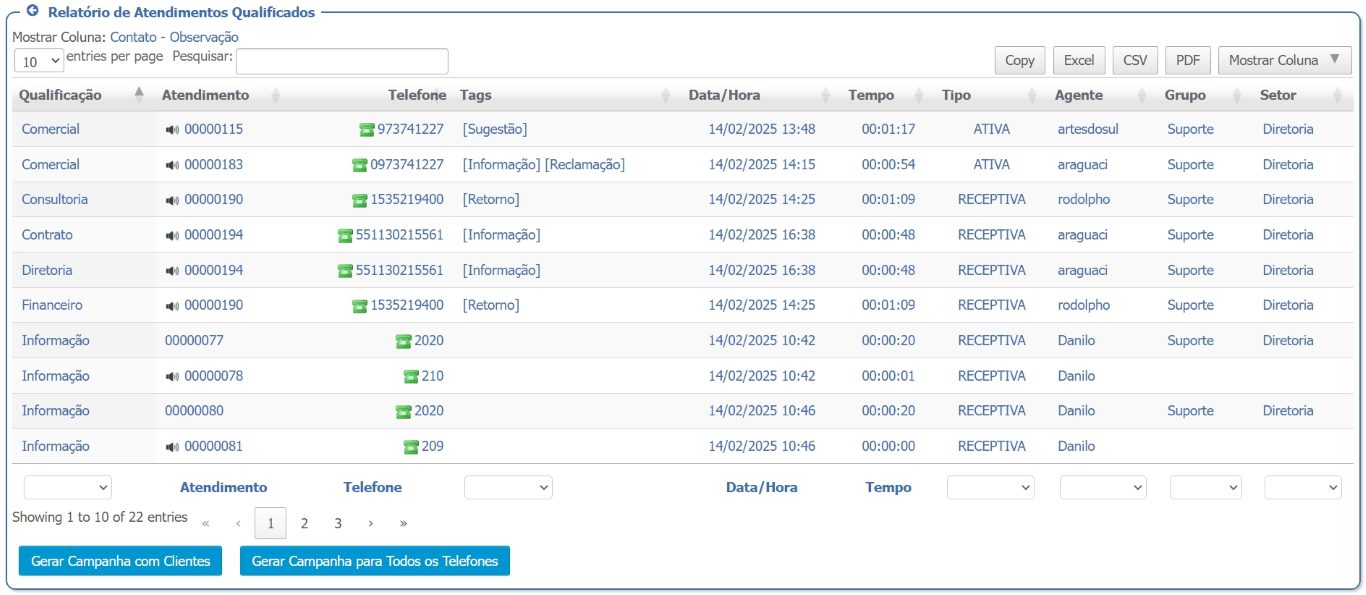 Relatório de Atendimentos Qualificados
Mostrar Coluna: Contato - Observação
10 entries per page Pesquisar:
Copy Excel CSV PDF Mostrar Coluna ▼
Qualificação Atendimento Telefone Tags Data/Hora Tempo Tipo Agente Grupo Setor
Comercial 00000115 973741227 [Sugestão] 14/02/2025 13:48 00:01:17 ATIVA artesdosul Suporte Diretoria
Comercial 00000183 0973741227 [Informação] [Reclamação] 14/02/2025 14:15 00:00:54 ATIVA araguaci Suporte Diretoria
Consultoria 00000190 1535219400 [Retorno] 14/02/2025 14:25 00:01:09 RECEPTIVA rodolpho Suporte Diretoria
Contrato 00000194 551130215561 [Informação] 14/02/2025 16:38 00:00:48 RECEPTIVA araguaci Suporte Diretoria
Diretoria 00000194 551130215561 [Informação] 14/02/2025 16:38 00:00:48 RECEPTIVA araguaci Suporte Diretoria
Financeiro 00000190 1535219400 [Retorno] 14/02/2025 14:25 00:01:09 RECEPTIVA rodolpho Suporte Diretoria
Informação 00000077 2020 14/02/2025 10:42 00:00:20 RECEPTIVA Danilo Suporte Diretoria
Informação 00000078 210 14/02/2025 10:42 00:00:01 RECEPTIVA Danilo
Informação 00000080 2020 14/02/2025 10:46 00:00:20 RECEPTIVA Danilo Suporte Diretoria
Informação 00000081 209 14/02/2025 10:46 00:00:00 RECEPTIVA Danilo
Atendimento Telefone Data/Hora Tempo
Showing 1 to 10 of 22 entries « ‹ 1 2 3 › »
Gerar Campanha com Clientes Gerar Campanha para Todos os Telefones